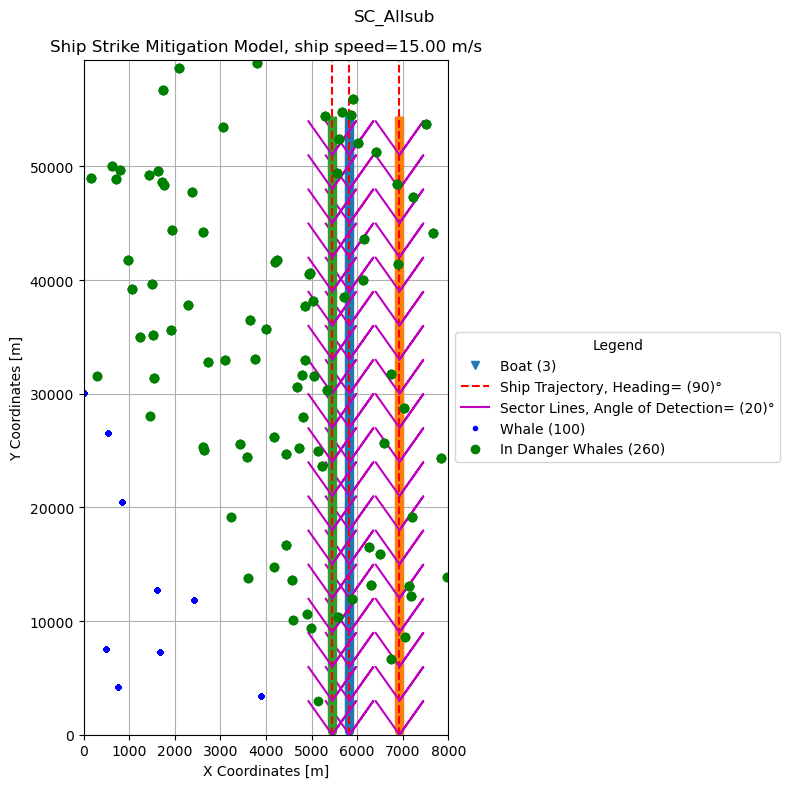 SC_Allsub
Ship Strike Mitigation Model, ship speed=15.00 m/s
50000
40000
30000
20000
10000
0
Y Coordinates [m]
0 1000 2000 3000 4000 5000 6000 7000 8000
X Coordinates [m]
Legend
Boat (3)
Ship Trajectory, Heading= (90)°
Sector Lines, Angle of Detection= (20)°
Whale (100)
In Danger Whales (260)